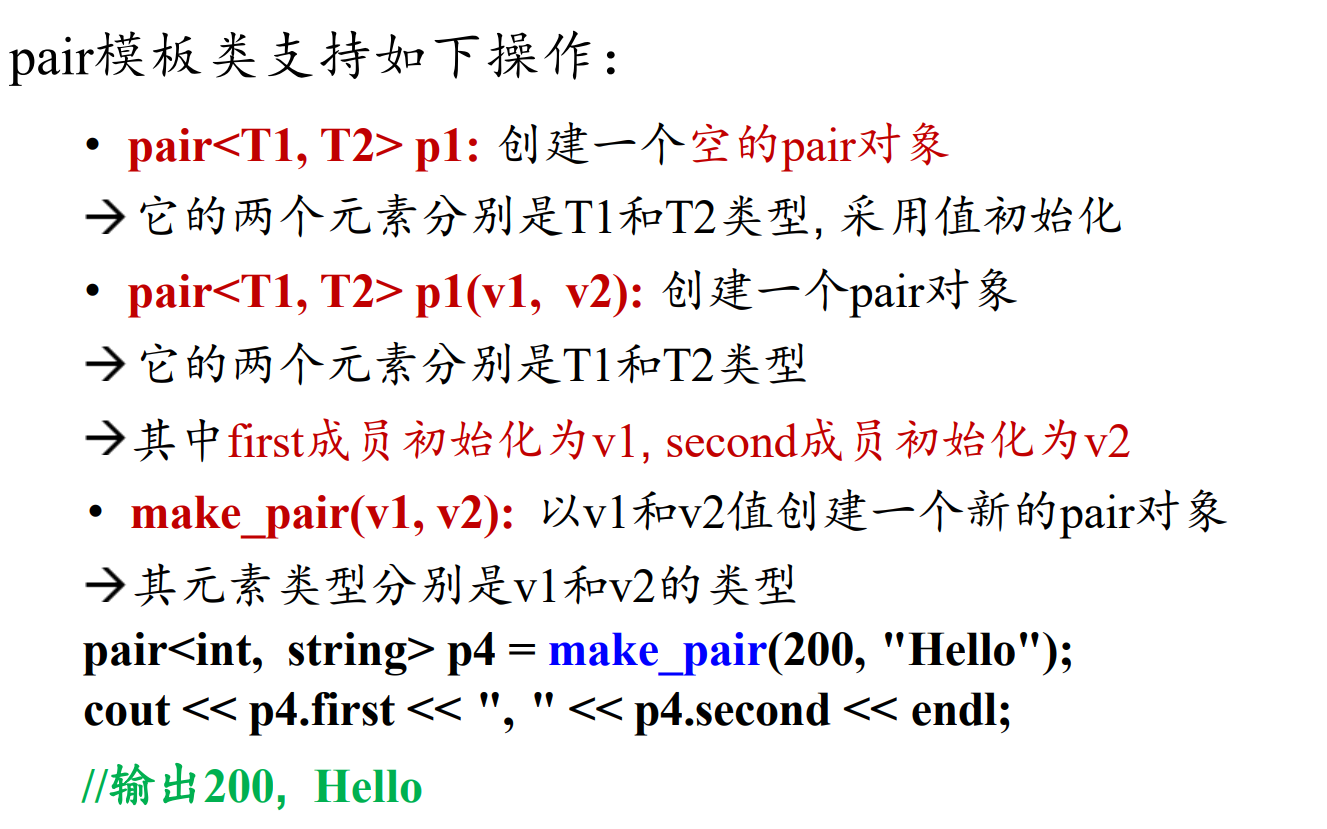 pair模板类支持如下操作：
• pair<T1, T2> p1: 创建一个空的pair对象
→ 它的两个元素分别是T1和T2类型, 采用值初始化
• pair<T1, T2> p1(v1, v2): 创建一个pair对象
→ 它的两个元素分别是T1和T2类型
→ 其中first成员初始化为v1, second成员初始化为v2
• make_pair(v1, v2): 以v1和v2值创建一个新的pair对象
→ 其元素类型分别是v1和v2的类型
pair<int, string> p4 = make_pair(200, "Hello");
cout << p4.first << ", " << p4.second << endl;
//输出200, Hello